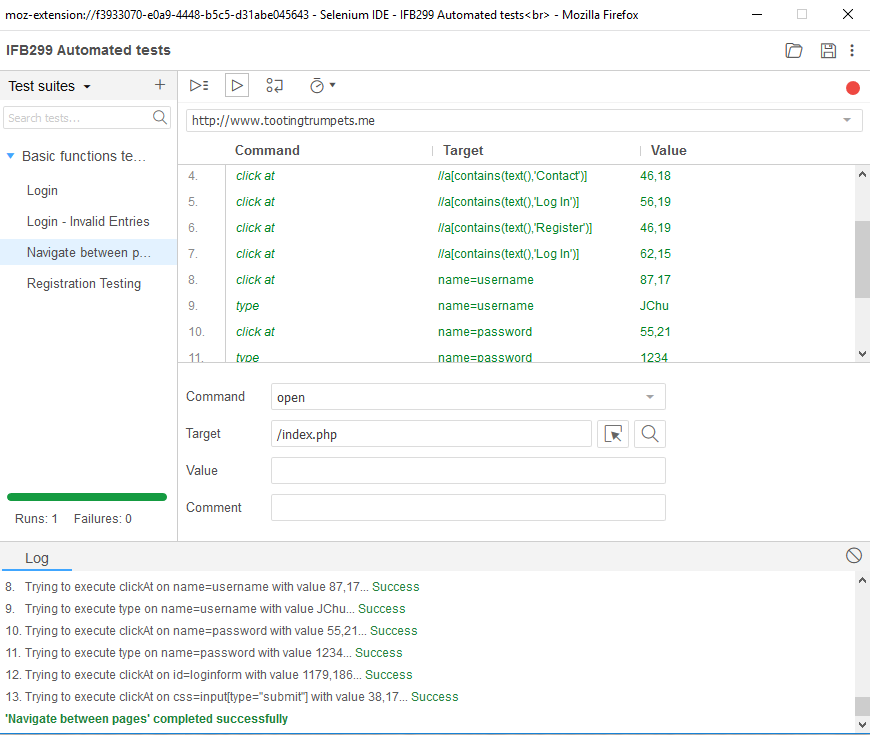 moz-extension://f3933070-e0a9-4448-b5c5-d31abe045643 - Selenium IDE - IFB299 Automated tests<br> - Mozilla Firefox
IFB299 Automated tests
Test suites
Search tests...
Basic functions te...
Login
Login - Invalid Entries
Navigate between p...
Registration Testing
Runs: 1 Failures: 0
http://www.tootingtrumpets.me
Command Target Value
4. click at //a[contains(text(),'Contact')] 46,18
5. click at //a[contains(text(),'Log In')] 56,19
6. click at //a[contains(text(),'Register')] 46,19
7. click at //a[contains(text(),'Log In')] 62,15
8. click at name=username 87,17
9. type name=username JChu
10. click at name=password 55,21
11. type name=password 1234
Command open
Target /index.php
Value
Comment
Log
8. Trying to execute clickAt on name=username with value 87,17... Success
9. Trying to execute type on name=username with value JChu... Success
10. Trying to execute clickAt on name=password with value 55,21... Success
11. Trying to execute type on name=password with value 1234... Success
12. Trying to execute clickAt on id=loginform with value 1179,186... Success
13. Trying to execute clickAt on css=input[type="submit"] with value 38,17... Success
'Navigate between pages' completed successfully